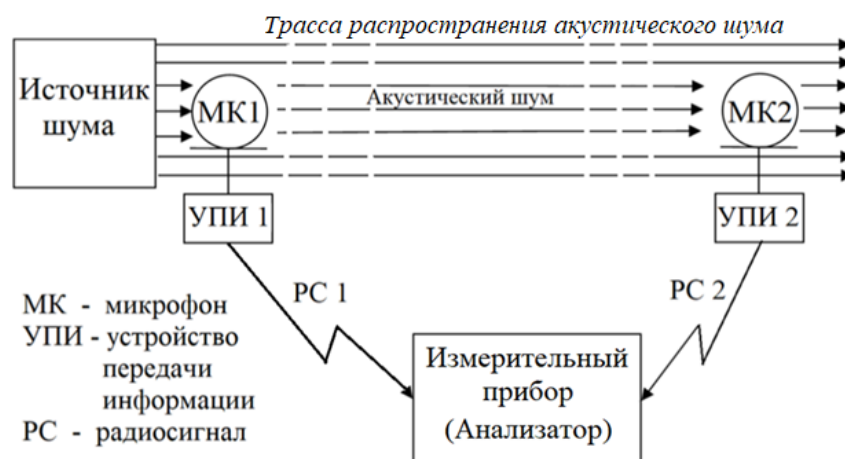 Трасса распространения акустического шума
Источник
шума
МК1
Акустический шум
МК2
УПИ 1
УПИ 2
РС 1
РС 2
МК - микрофон
УПИ - устройство
передачи
информации
РС - радиосигнал
Измерительный
прибор
(Анализатор)